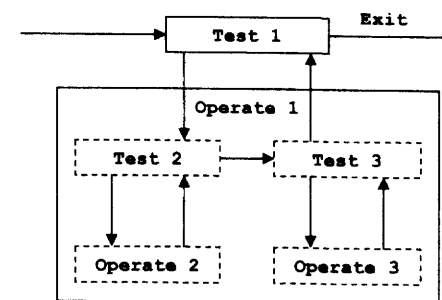 Exit
Test 1
Operate 1
Test 2
Test 3
Operate 2
Operate 3